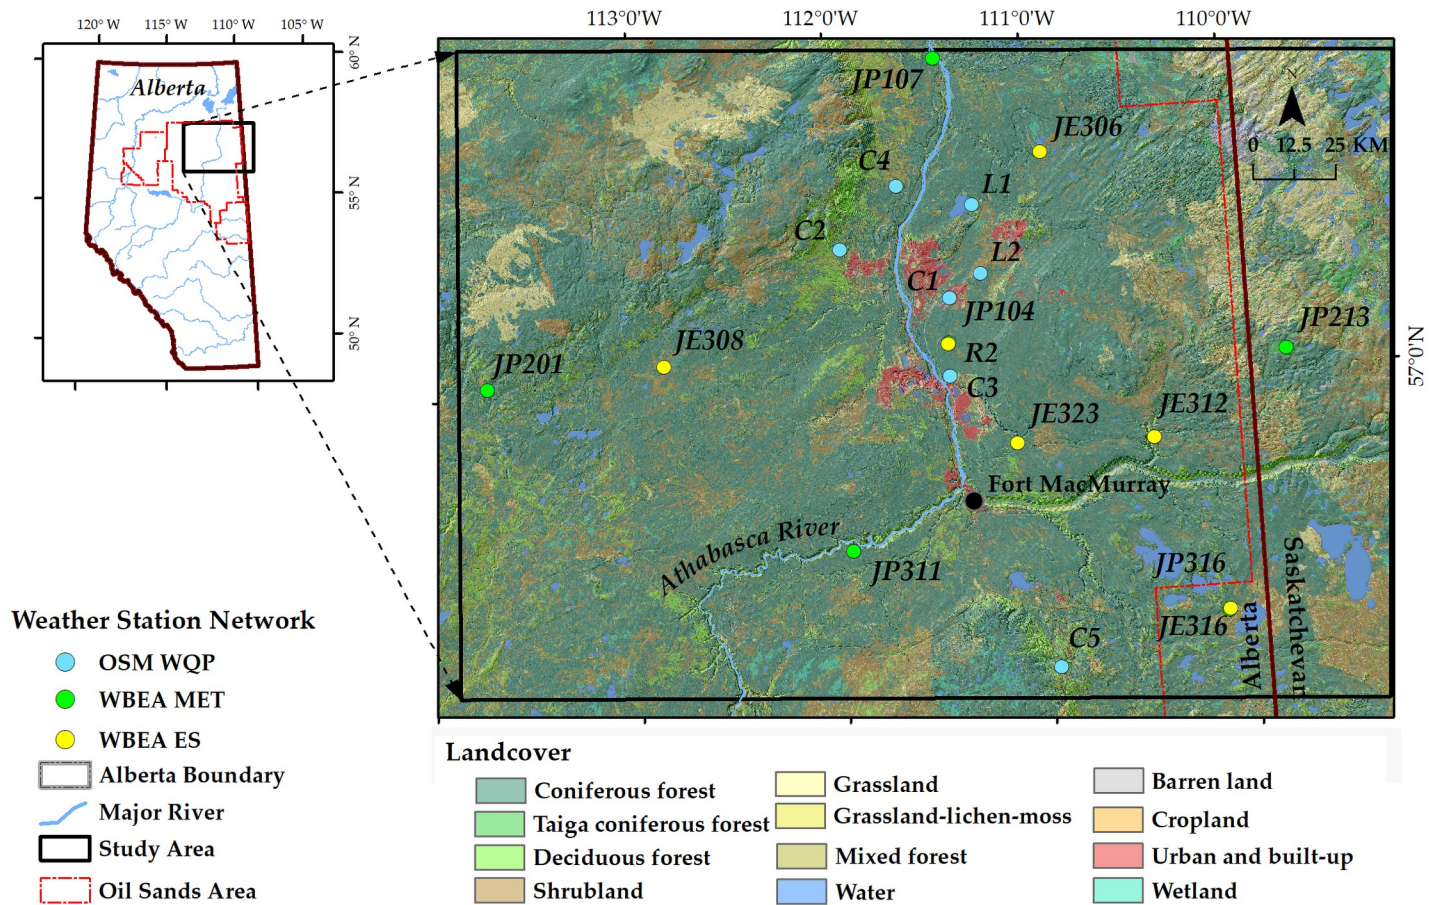 120° W 115° W 110° W 105° W
60° N
55° N
50° N
Alberta
113°0'W 112°0'W 111°0'W 110°0'W
57°0'N
N
0 12.5 25 KM
JP107
JE306
C4
L1
C2
L2
C1
JP104
JP213
JE308
R2
JP201
C3
JE323
JE312
Fort MacMurray
Athabasca River
JP311
JP316
JE316
C5
Alberta
Saskatchevan
Weather Station Network
OSM WQP
WBEA MET
WBEA ES
Alberta Boundary
Major River
Study Area
Oil Sands Area
Landcover
Coniferous forest
Taiga coniferous forest
Deciduous forest
Shrubland
Grassland
Grassland-lichen-moss
Mixed forest
Water
Barren land
Cropland
Urban and built-up
Wetland